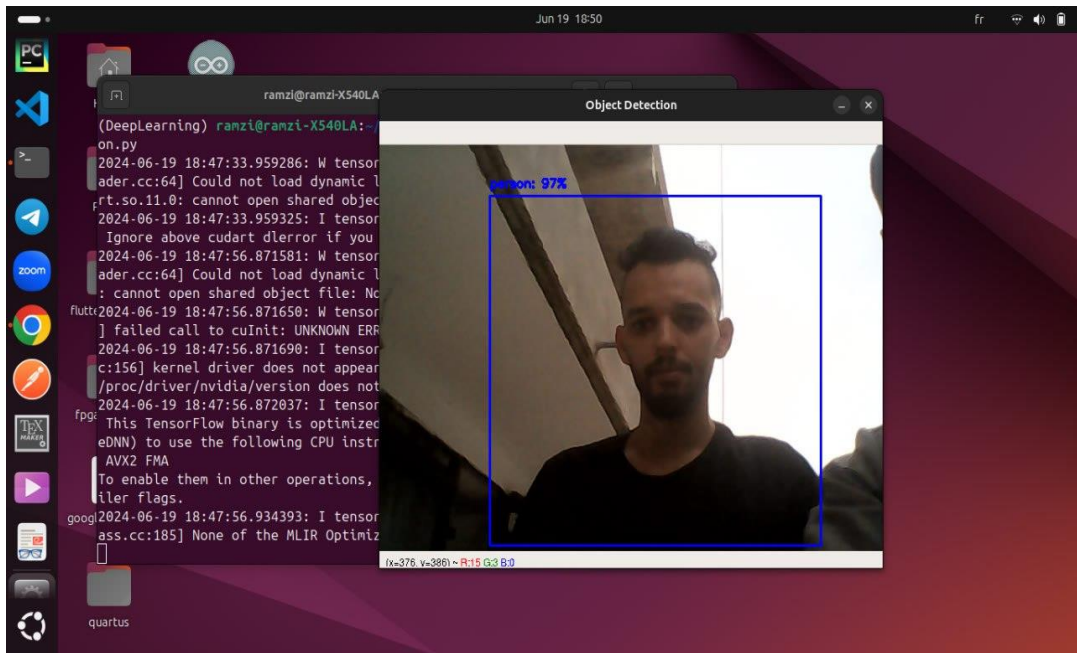 Jun 19 18:50
fr
PC
ramzi@ramzi-X540LA
Object Detection
(DeepLearning) ramzi@ramzi-X540LA:~/
on.py
2024-06-19 18:47:33.959286: W tensor
ader.cc:64] Could not load dynamic l
rt.so.11.0: cannot open shared objec
2024-06-19 18:47:33.959325: I tensor
Ignore above cudart dlerror if you
2024-06-19 18:47:56.871581: W tensor
ader.cc:64] Could not load dynamic l
: cannot open shared object file: No
2024-06-19 18:47:56.871650: W tensor
] failed call to cuInit: UNKNOWN ERR
2024-06-19 18:47:56.871690: I tensor
c:156] kernel driver does not appear
/proc/driver/nvidia/version does not
2024-06-19 18:47:56.872037: I tensor
This TensorFlow binary is optimized
eDNN) to use the following CPU instr
AVX2 FMA
To enable them in other operations,
iler flags.
2024-06-19 18:47:56.934393: I tensor
ass.cc:185] None of the MLIR Optimiz
person: 97%
(x=376, y=386) ~ R:15 G:3 B:0
zoom
TEX
MAKER
flutte
fpga
googl
quartus